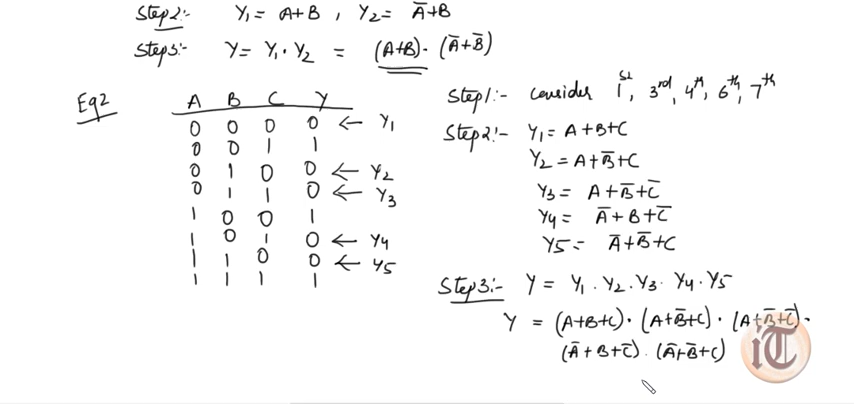 Step2:- Y1 = A+B , Y2 = A̅+B
Step3:- Y = Y1 . Y2 = (A+B) . (A̅+B̅)
Eg2
A B C Y
0 0 0 0 ← Y1
0 0 1 1
0 1 0 0 ← Y2
0 1 1 0 ← Y3
1 0 0 1
1 0 1 0 ← Y4
1 1 0 0 ← Y5
1 1 1 1
Step1:- consider 1st, 3rd, 4th, 6th, 7th
Step2:- Y1 = A+B+C
Y2 = A+B̅+C
Y3 = A+B̅+C̅
Y4 = A̅+B+C̅
Y5 = A̅+B̅+C
Step3:- Y = Y1 . Y2 . Y3 . Y4 . Y5
Y = (A+B+C) . (A+B̅+C) . (A+B̅+C̅) .
(A̅+B+C̅) . (A̅+B̅+C)
iT